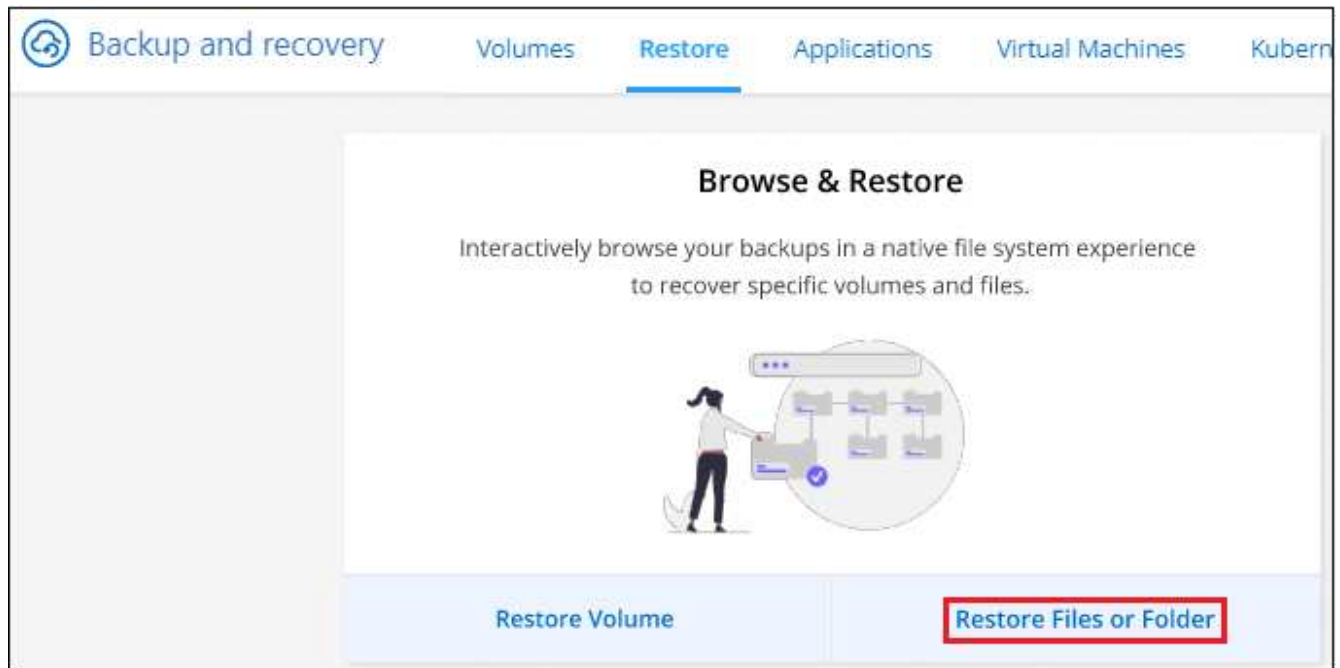 Backup and recovery Volumes Restore Applications Virtual Machines Kubern
Browse & Restore
Interactively browse your backups in a native file system experience
to recover specific volumes and files.
Restore Volume Restore Files or Folder